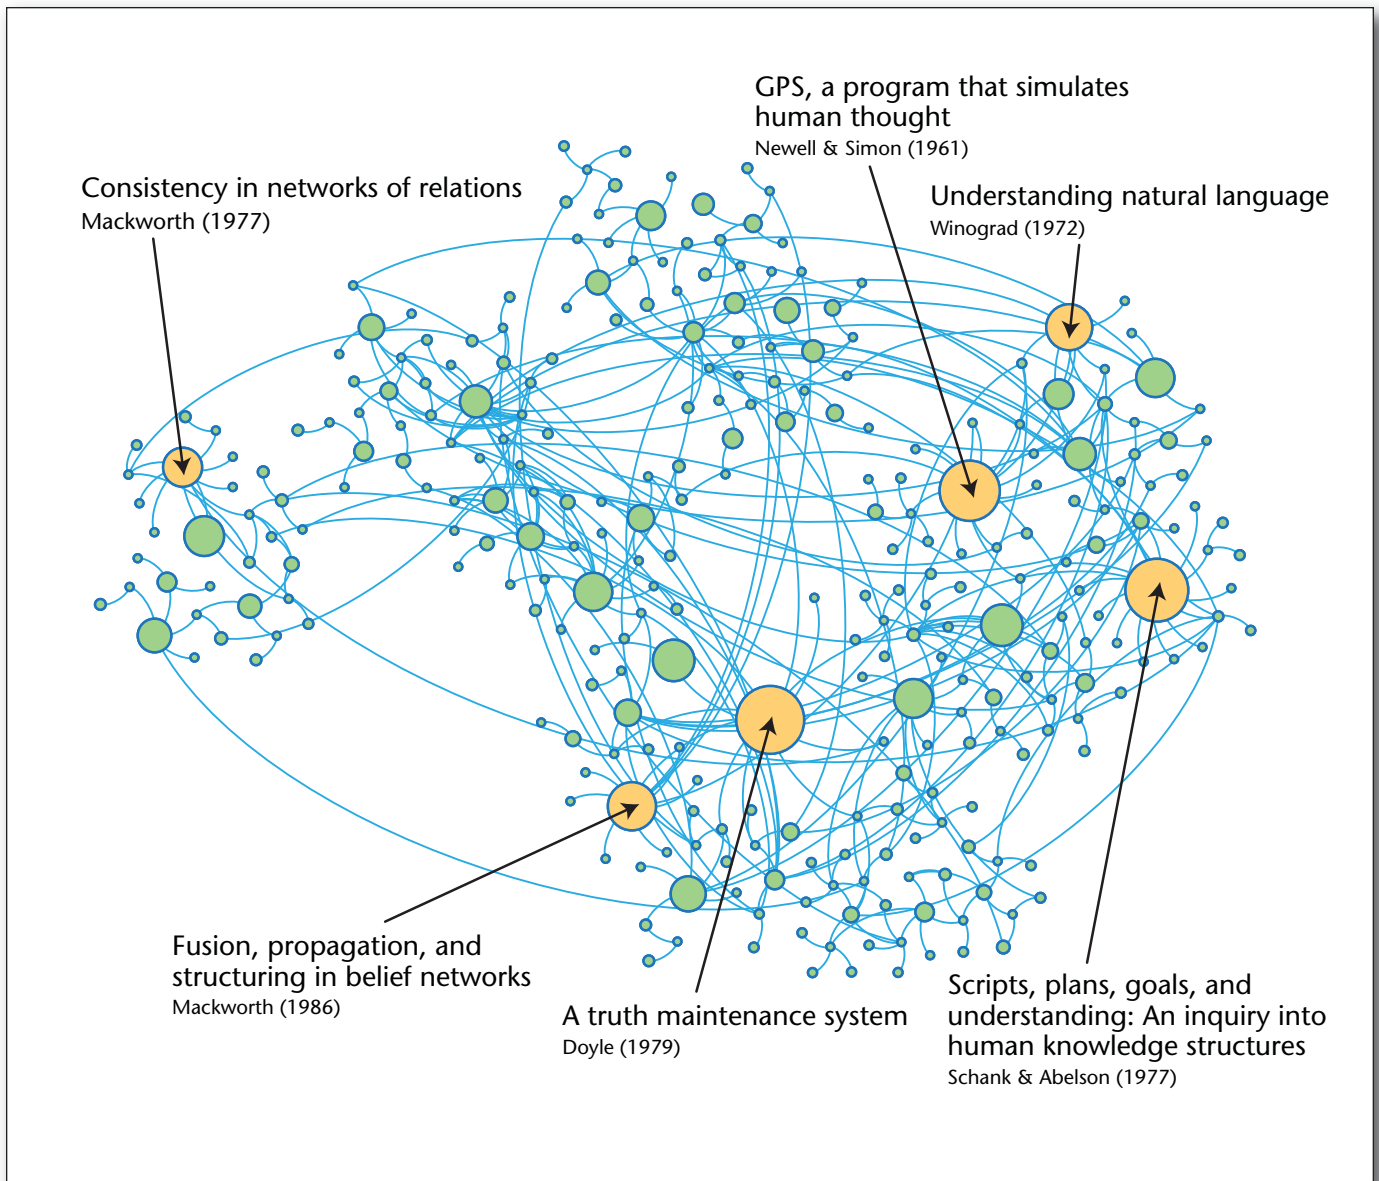 GPS, a program that simulates
human thought
Newell & Simon (1961)
Consistency in networks of relations
Mackworth (1977)
Understanding natural language
Winograd (1972)
Fusion, propagation, and
structuring in belief networks
Mackworth (1986)
A truth maintenance system
Doyle (1979)
Scripts, plans, goals, and
understanding: An inquiry into
human knowledge structures
Schank & Abelson (1977)